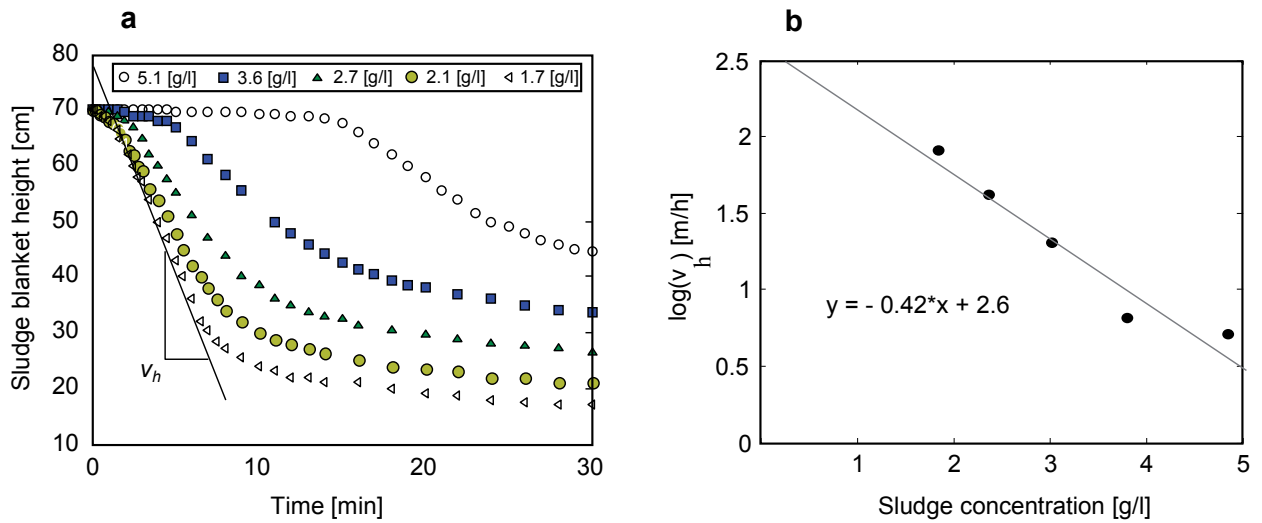 a
80
70
60
50
40
30
20
10
0
10
20
30
Sludge blanket height [cm]
Time [min]
5.1 [g/l] 3.6 [g/l] 2.7 [g/l] 2.1 [g/l] 1.7 [g/l]
vh
b
2.5
2
1.5
1
0.5
0
1
2
3
4
5
log(vh) [m/h]
Sludge concentration [g/l]
y = - 0.42*x + 2.6